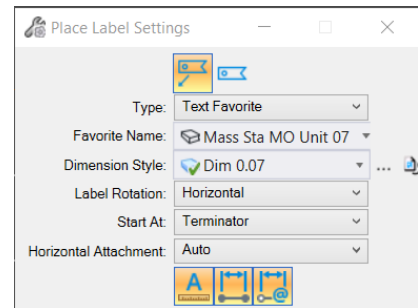 Place Label Settings
Type: Text Favorite
Favorite Name: Mass Sta MO Unit 07
Dimension Style: Dim 0.07 ...
Label Rotation: Horizontal
Start At: Terminator
Horizontal Attachment: Auto
A
@